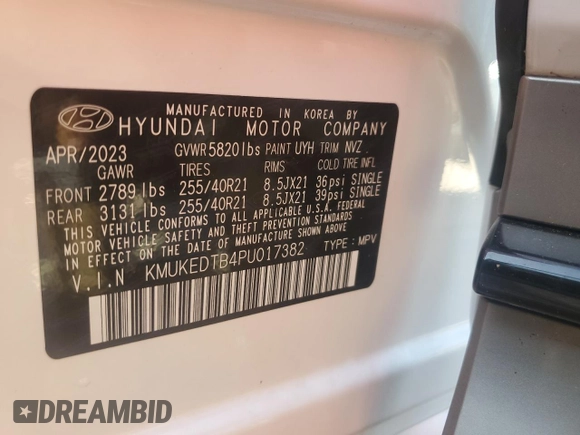 MANUFACTURED IN KOREA BY
HYUNDAI MOTOR COMPANY
APR/2023 GVWR 5820 lbs PAINT UYH TRIM NVZ
GAWR TIRES RIMS COLD TIRE INFL
FRONT 2789 lbs 255/40R21 8.5JX21 36psi SINGLE
REAR 3131 lbs 255/40R21 8.5JX21 39psi SINGLE
THIS VEHICLE CONFORMS TO ALL APPLICABLE U.S.A. FEDERAL
MOTOR VEHICLE SAFETY AND THEFT PREVENTION STANDARDS
IN EFFECT ON THE DATE OF MANUFACTURE SHOWN ABOVE.
V.I.N KMUKEDTB4PU017382 TYPE : MPV
DREAMBID